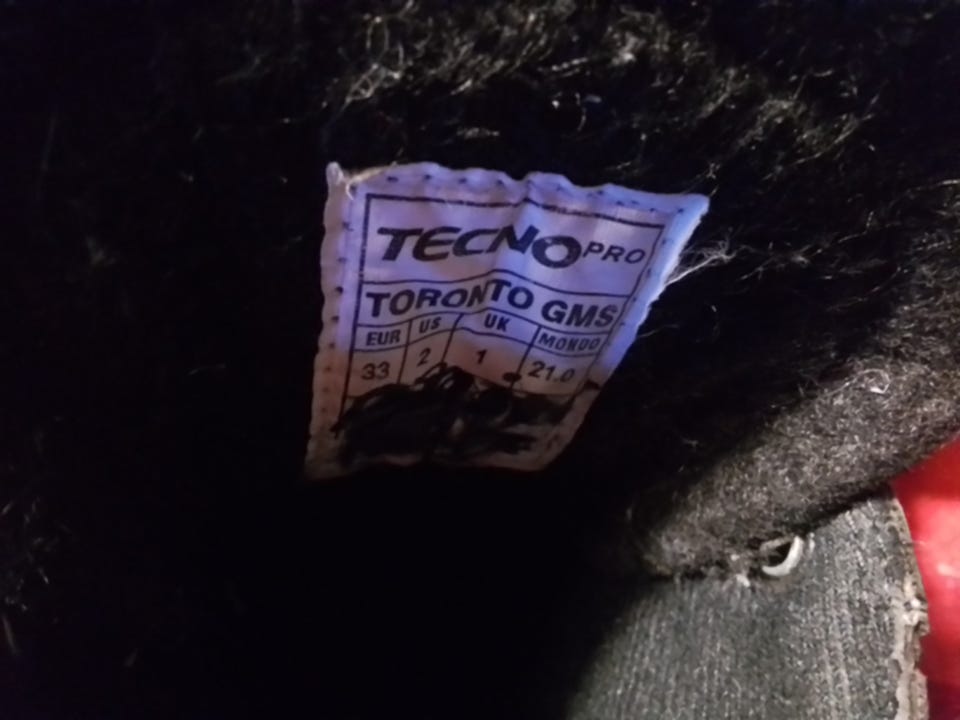 TECNOPRO
TORONTO GMS
EUR US UK MONDO
33 2 1 21.0